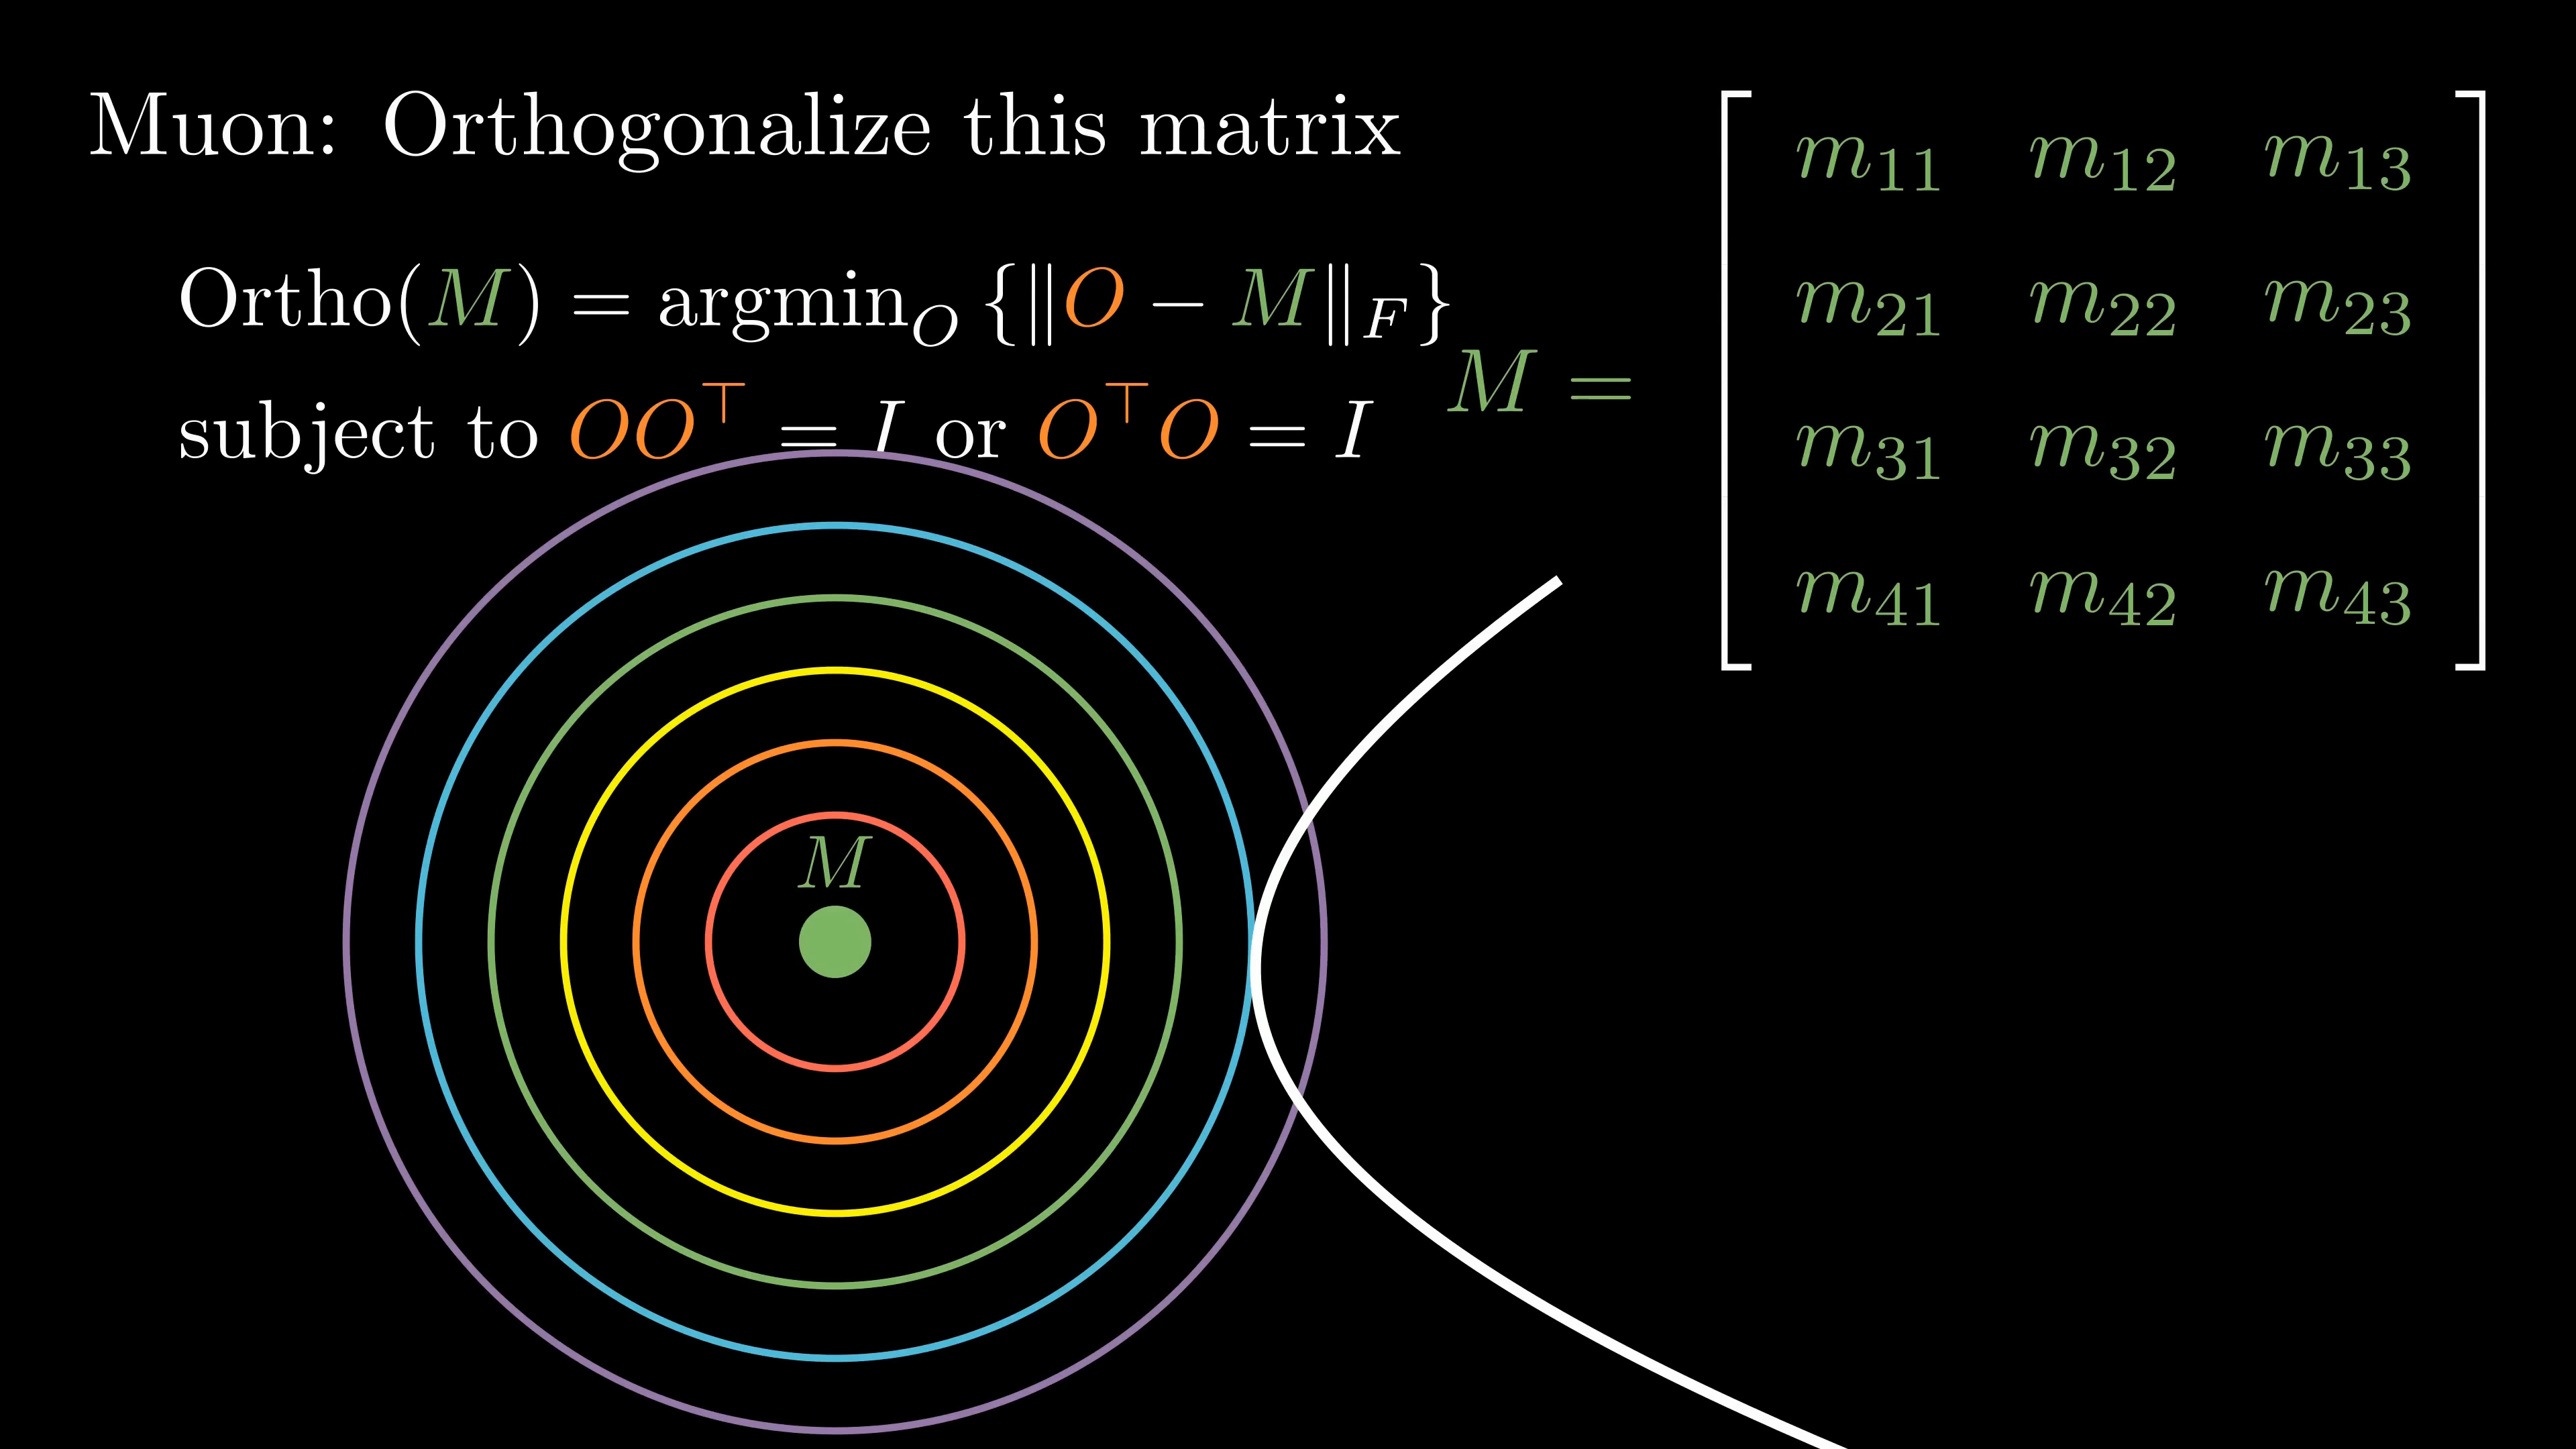 Muon: Orthogonalize this matrix
Ortho(M) = argmin_O {‖O − M‖_F}
subject to OO^⊤ = I or O^⊤O = I
M =
m_11 m_12 m_13
m_21 m_22 m_23
m_31 m_32 m_33
m_41 m_42 m_43
M